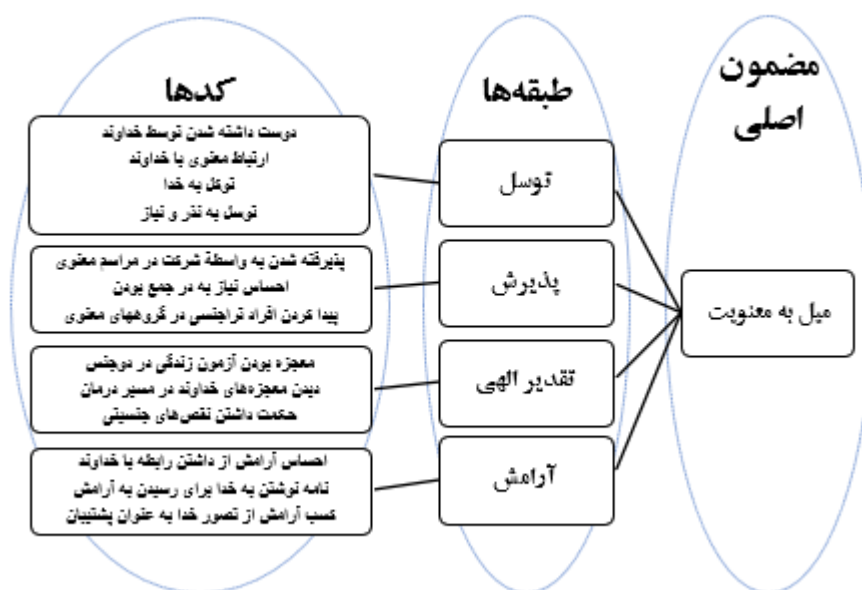 مضمون
اصلی
میل به معنویت
طبقه‌ها
توسل
پذیرش
تقدیر الهی
آرامش
کدها
دوست داشته شدن توسط خداوند
ارتباط معنوی با خداوند
توکل به خدا
توسل به نذر و نیاز
پذیرفته شدن به واسطهٔ شرکت در مراسم معنوی
احساس نیاز به در جمع بودن
پیدا کردن افراد تراجنسی در گروههای معنوی
معجزه بودن آزمون زندگی در دوجنس
دیدن معجزه‌های خداوند در مسیر درمان
حکمت داشتن نقص‌های جنسیتی
احساس آرامش از داشتن رابطه با خداوند
نامه نوشتن به خدا برای رسیدن به آرامش
کسب آرامش از تصور خدا به عنوان پشتیبان